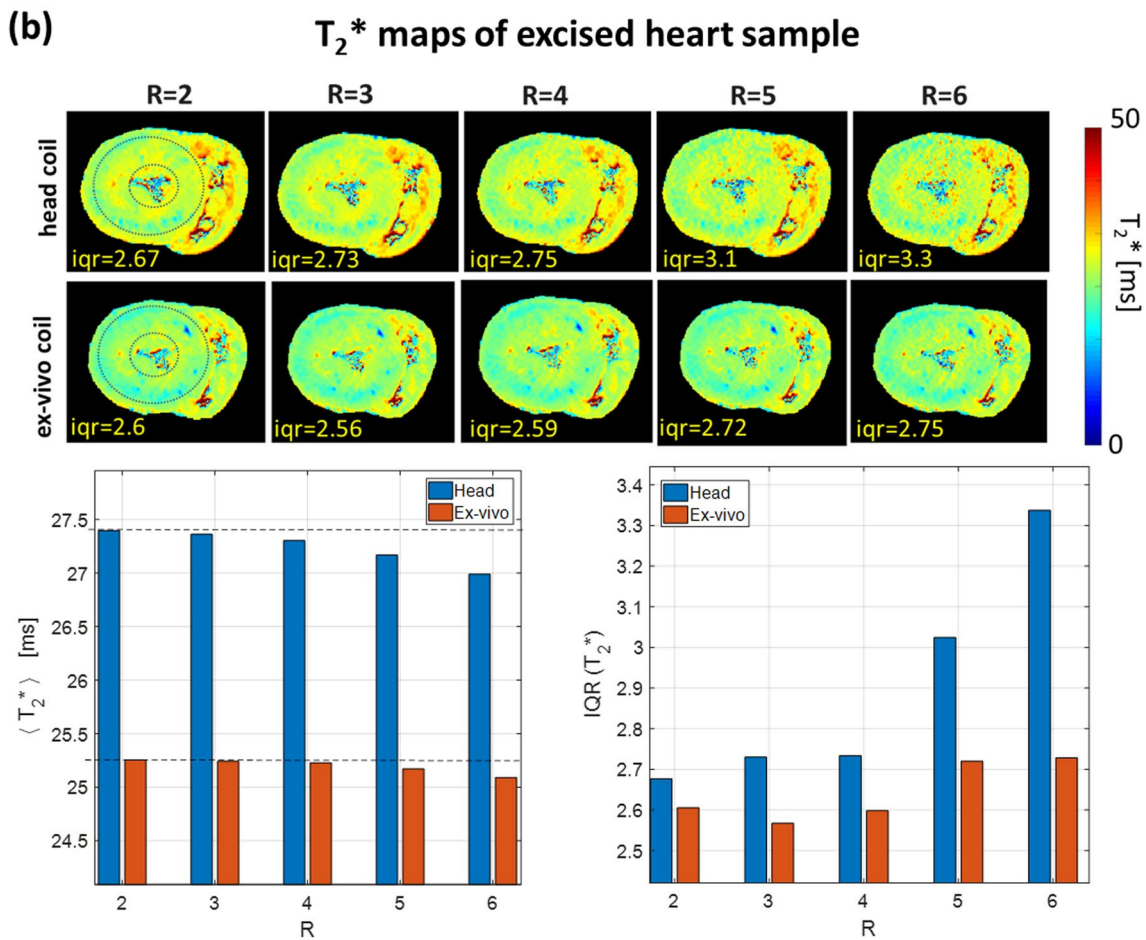 (b)
T₂* maps of excised heart sample
R=2 R=3 R=4 R=5 R=6
head coil
iqr=2.67 iqr=2.73 iqr=2.75 iqr=3.1 iqr=3.3
ex-vivo coil
iqr=2.6 iqr=2.56 iqr=2.59 iqr=2.72 iqr=2.75
50
T₂* [ms]
0
Head
Ex-vivo
27.5
27
26.5
26
25.5
25
24.5
⟨ T₂* ⟩ [ms]
2 3 4 5 6
R
Head
Ex-vivo
3.4
3.3
3.2
3.1
3
2.9
2.8
2.7
2.6
2.5
IQR (T₂*)
2 3 4 5 6
R